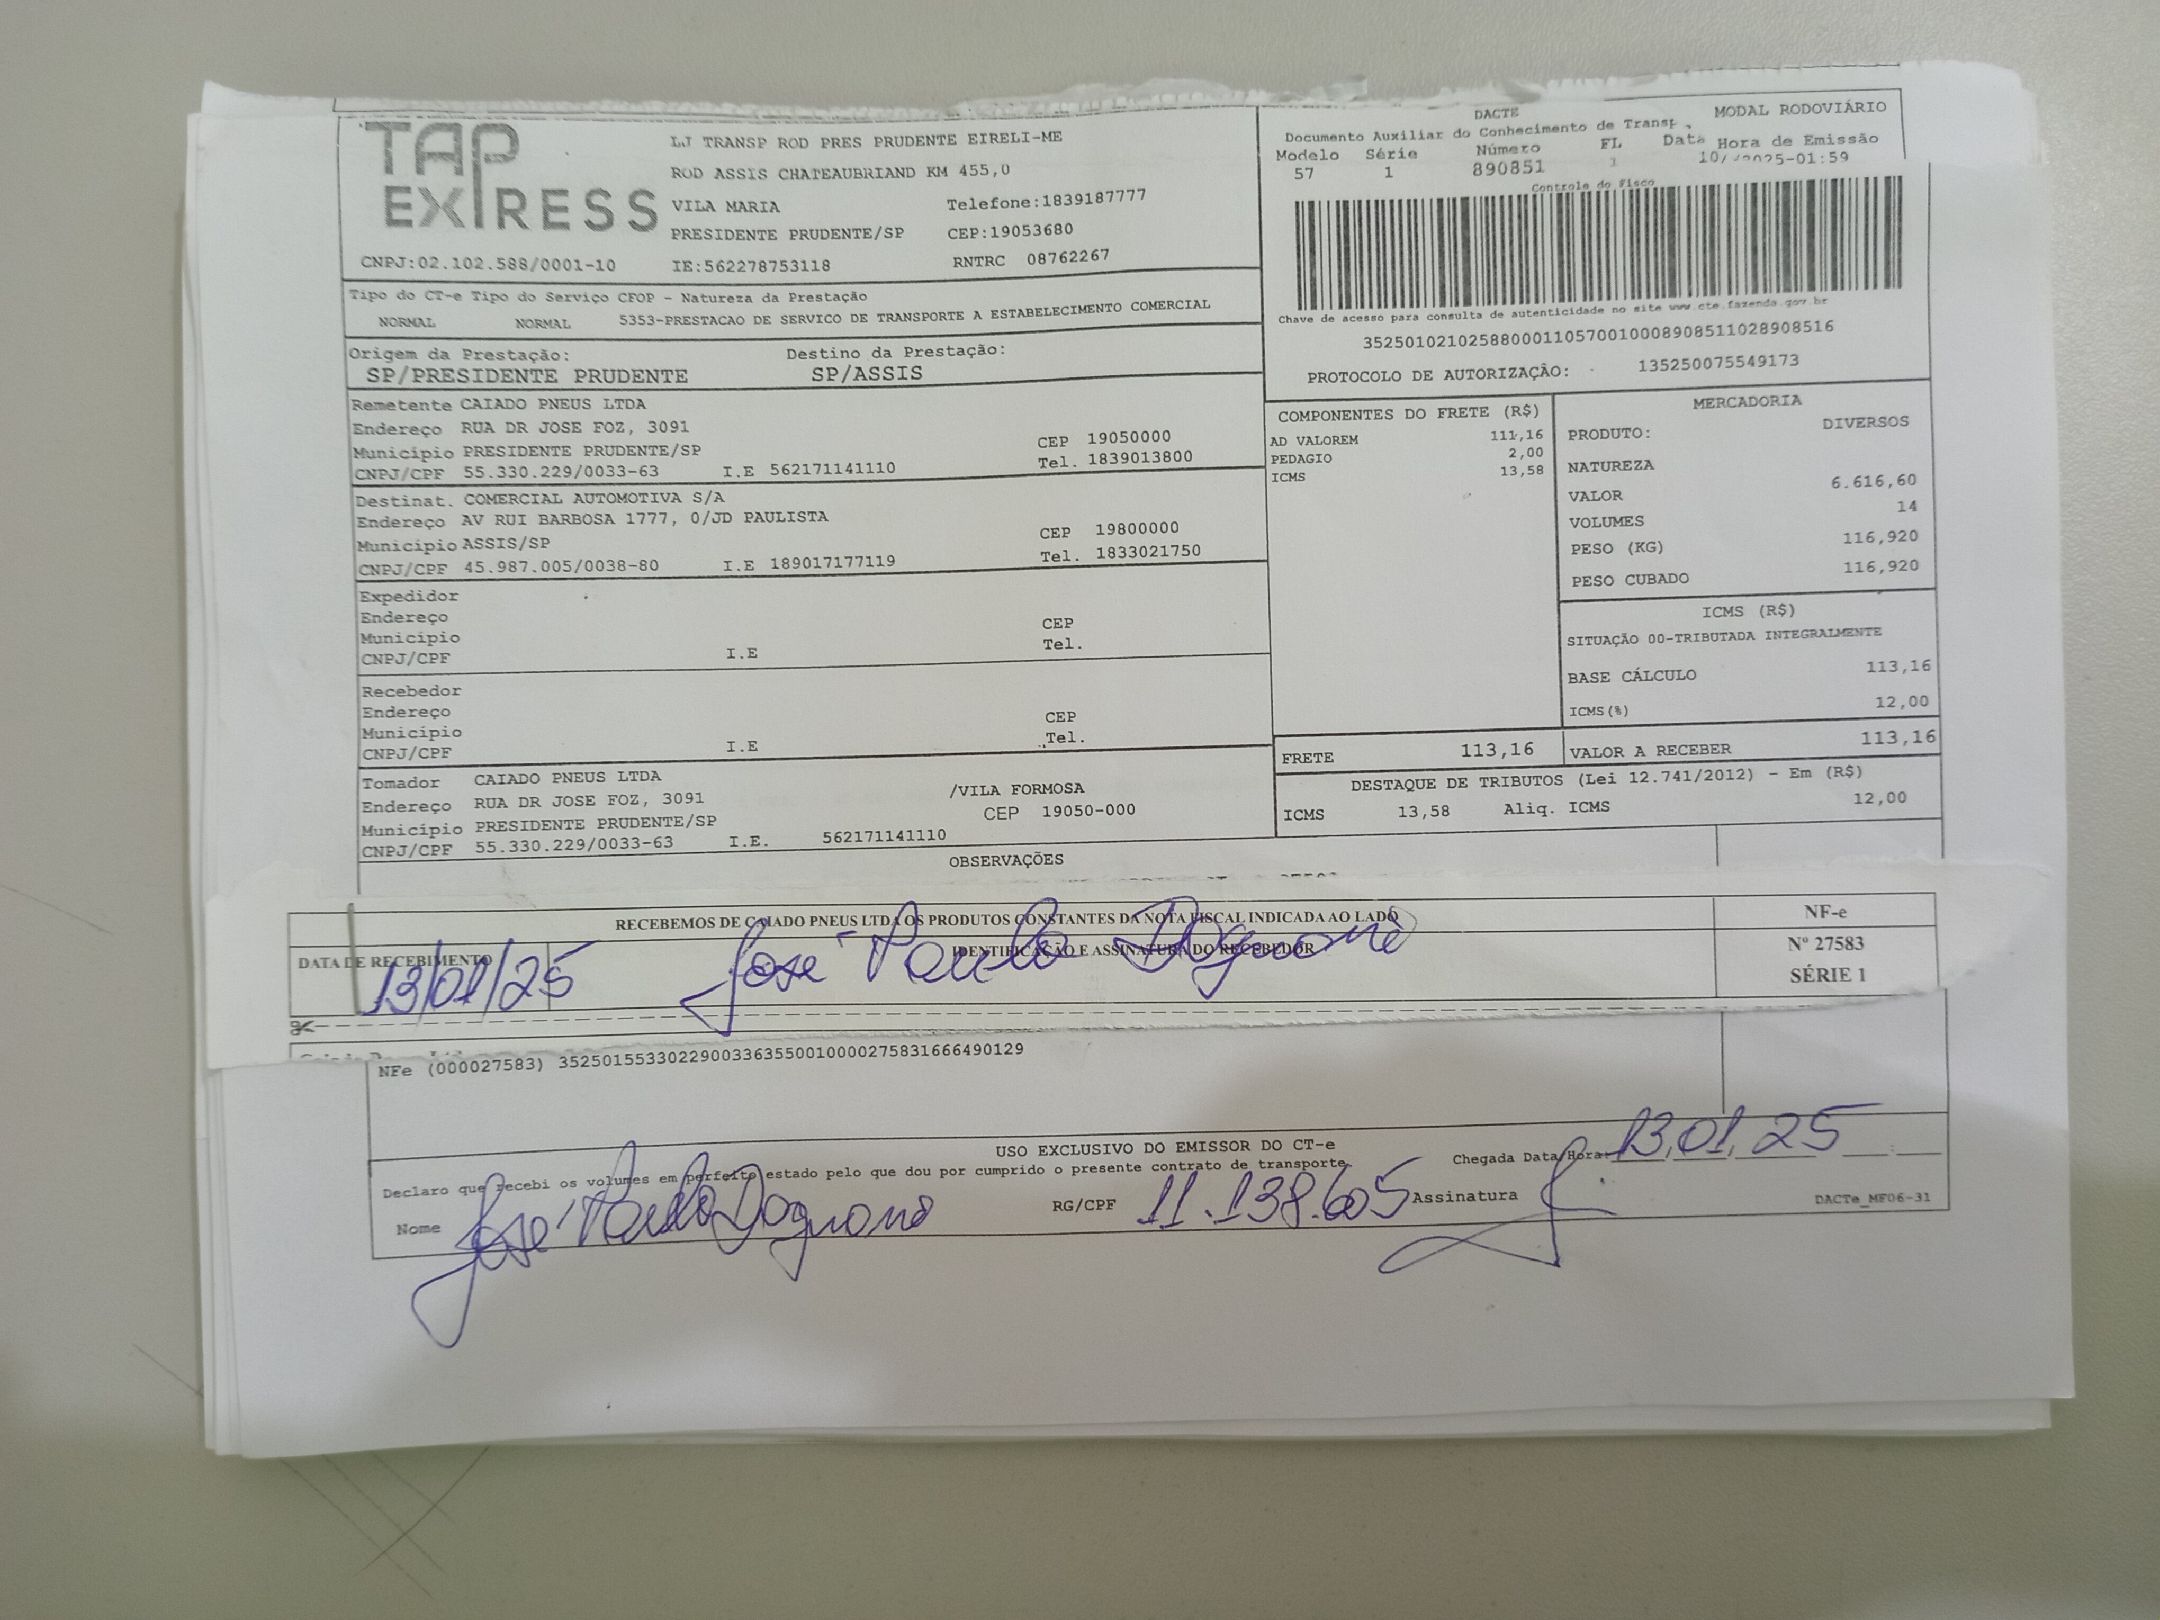 TAP EXPRESS
LJ TRANSP ROD PRES PRUDENTE EIRELI-ME
ROD ASSIS CHATEAUBRIAND KM 455,0
VILA MARIA Telefone:1839187777
PRESIDENTE PRUDENTE/SP CEP:19053680
CNPJ:02.102.588/0001-10 IE:562278753118 RNTRC 08762267
DACTE MODAL RODOVIÁRIO
Documento Auxiliar do Conhecimento de Transp
Modelo Série Número FL Data Hora de Emissão
57 1 890851 1 10/ 2025-01:59
Controle do Fisco
Chave de acesso para consulta de autenticidade no site www.cte.fazenda.gov.br
35250102102588000110570010008908511028908516
PROTOCOLO DE AUTORIZAÇÃO: 135250075549173
Tipo do CT-e Tipo do Serviço CFOP - Natureza da Prestação
NORMAL NORMAL 5353-PRESTACAO DE SERVICO DE TRANSPORTE A ESTABELECIMENTO COMERCIAL
Origem da Prestação: Destino da Prestação:
SP/PRESIDENTE PRUDENTE SP/ASSIS
Remetente CAIADO PNEUS LTDA
Endereço RUA DR JOSE FOZ, 3091
Município PRESIDENTE PRUDENTE/SP CEP 19050000
CNPJ/CPF 55.330.229/0033-63 I.E 562171141110 Tel. 1839013800
Destinat. COMERCIAL AUTOMOTIVA S/A
Endereço AV RUI BARBOSA 1777, 0/JD PAULISTA
Município ASSIS/SP CEP 19800000
CNPJ/CPF 45.987.005/0038-80 I.E 189017177119 Tel. 1833021750
Expedidor
Endereço
Município CEP
CNPJ/CPF I.E Tel.
Recebedor
Endereço
Município CEP
CNPJ/CPF I.E Tel.
Tomador CAIADO PNEUS LTDA
Endereço RUA DR JOSE FOZ, 3091 /VILA FORMOSA
Município PRESIDENTE PRUDENTE/SP CEP 19050-000
CNPJ/CPF 55.330.229/0033-63 I.E. 562171141110
COMPONENTES DO FRETE (R$)
AD VALOREM 111,16
PEDAGIO 2,00
ICMS 13,58
MERCADORIA
PRODUTO: DIVERSOS
NATUREZA
VALOR 6.616,60
VOLUMES 14
PESO (KG) 116,920
PESO CUBADO 116,920
ICMS (R$)
SITUAÇÃO 00-TRIBUTADA INTEGRALMENTE
BASE CÁLCULO 113,16
ICMS(%) 12,00
FRETE 113,16 VALOR A RECEBER 113,16
DESTAQUE DE TRIBUTOS (Lei 12.741/2012) - Em (R$)
ICMS 13,58 Aliq. ICMS 12,00
OBSERVAÇÕES
RECEBEMOS DE CAIADO PNEUS LTDA OS PRODUTOS CONSTANTES DA NOTA FISCAL INDICADA AO LADO
DATA DE RECEBIMENTO IDENTIFICAÇÃO E ASSINATURA DO RECEBEDOR
13/01/25 José Paulo
NF-e
Nº 27583
SÉRIE 1
NFe (000027583) 35250155330229003363550010000275831666490129
USO EXCLUSIVO DO EMISSOR DO CT-e
Declaro que recebi os volumes em perfeito estado pelo que dou por cumprido o presente contrato de transporte
Chegada Data/Hora: 13/01/25
Nome José Paulo RG/CPF 11.138.605 Assinatura
DACTe_MF06-31